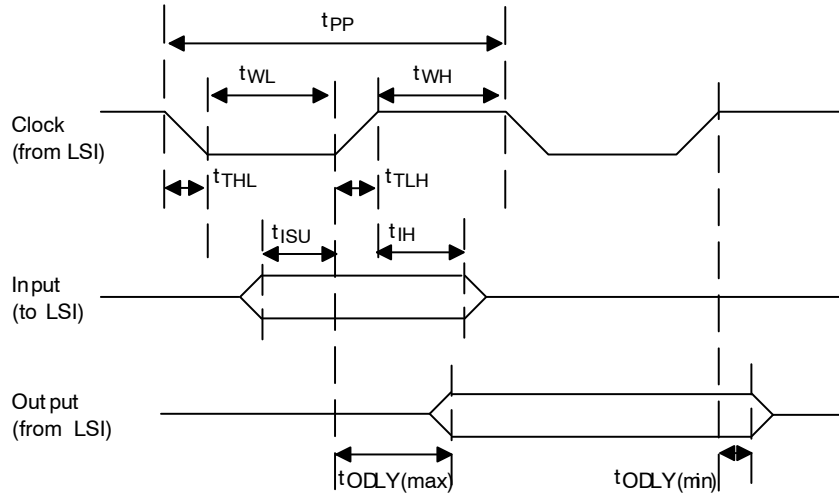 tPP
tWL
tWH
Clock
(from LSI)
tTHL
tTLH
tISU
tIH
Input
(to LSI)
Output
(from LSI)
tODLY(max)
tODLY(min)